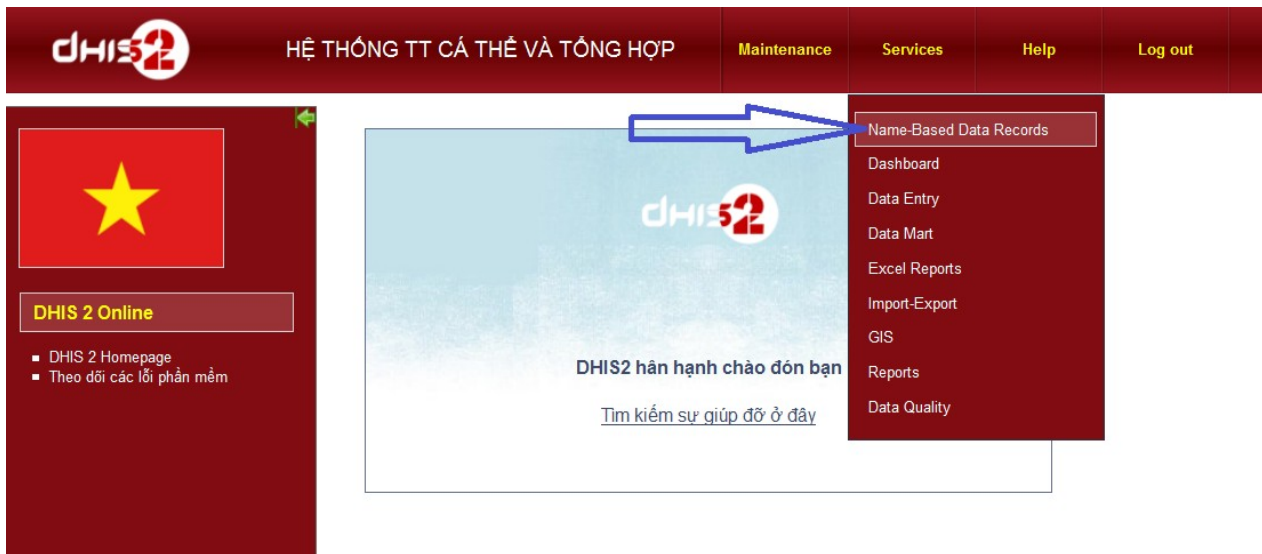 dHIS2
HỆ THỐNG TT CÁ THỂ VÀ TỔNG HỢP
Maintenance
Services
Help
Log out
Name-Based Data Records
Dashboard
Data Entry
Data Mart
Excel Reports
Import-Export
GIS
Reports
Data Quality
DHIS 2 Online
DHIS 2 Homepage
Theo dõi các lỗi phần mềm
dHIS2
DHIS2 hân hạnh chào đón bạn
Tìm kiếm sự giúp đỡ ở đây